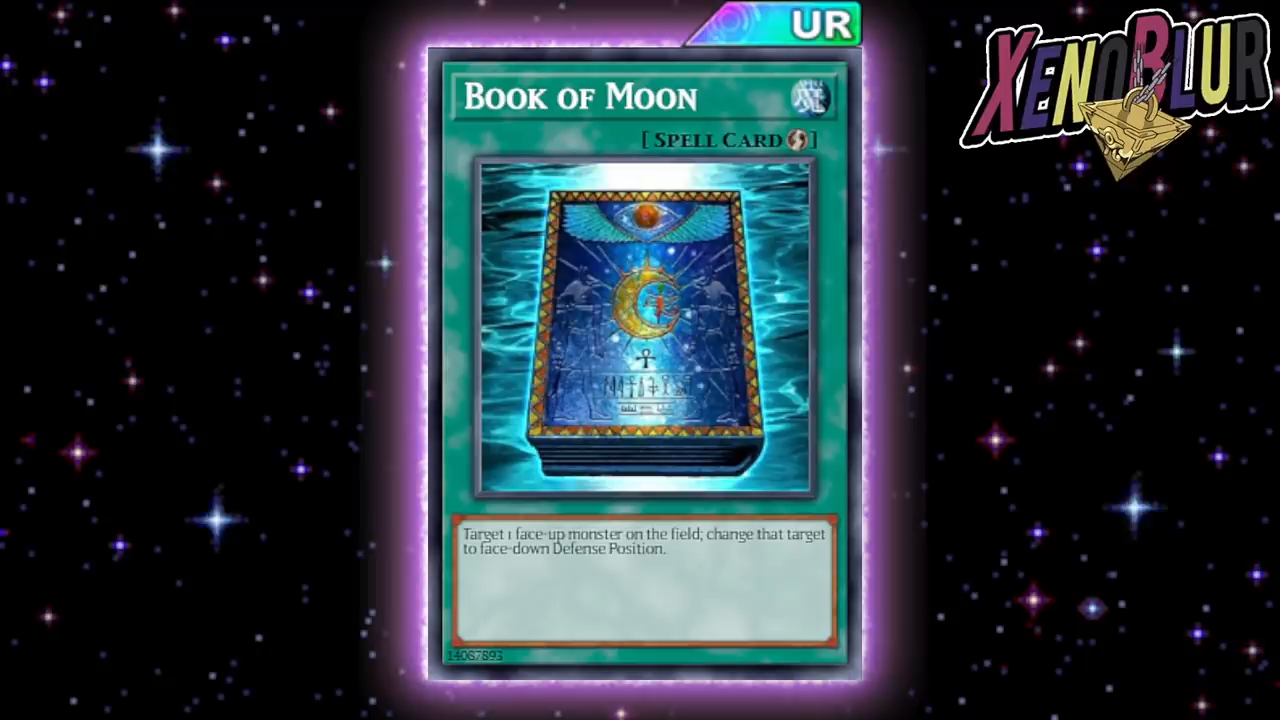 UR
XENOBLUR
BOOK OF MOON
[ SPELL CARD ]
Target 1 face-up monster on the field; change that target
to face-down Defense Position.
14087893